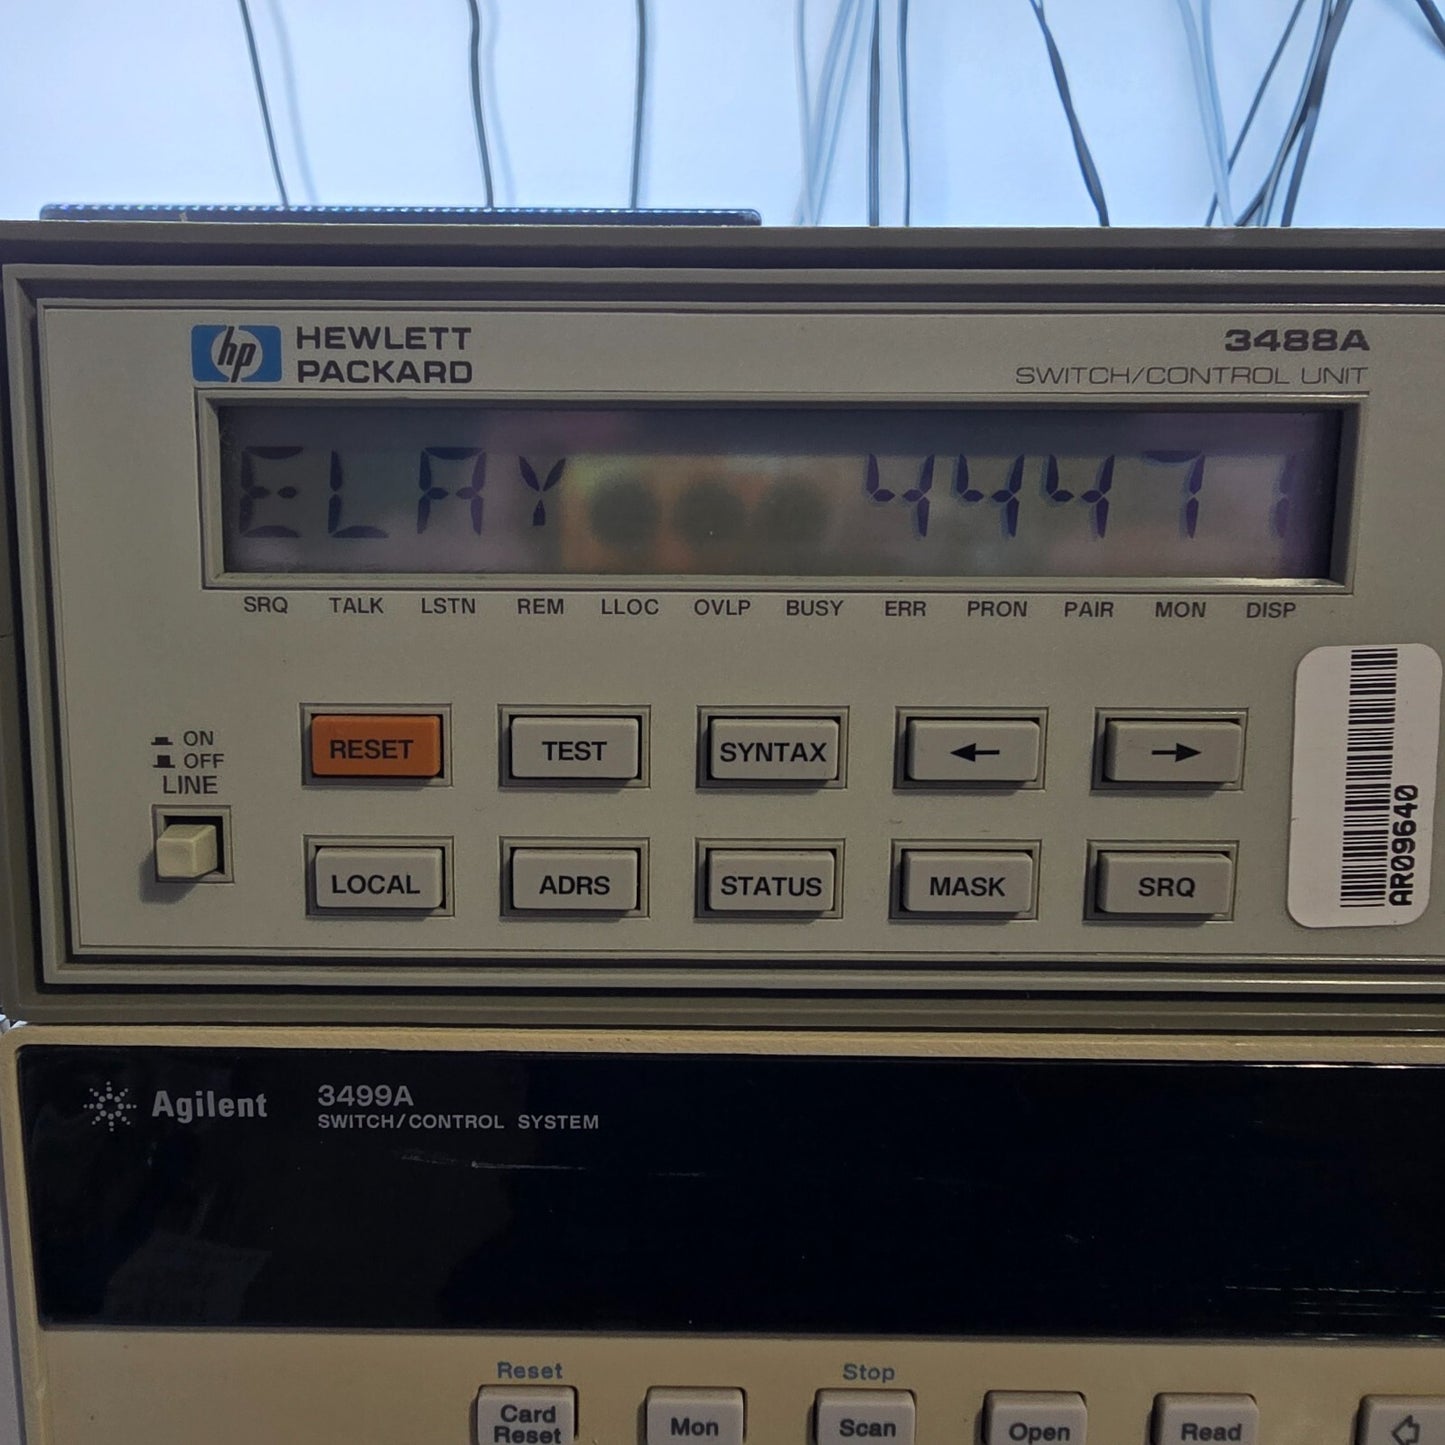 hp HEWLETT
PACKARD
3488A
SWITCH/CONTROL UNIT
ELAY 44471
SRQ TALK LSTN REM LLOC OVLP BUSY ERR PRON PAIR MON DISP
ON
OFF
LINE
RESET TEST SYNTAX ← →
LOCAL ADRS STATUS MASK SRQ
AR09640
Agilent 3499A
SWITCH/CONTROL SYSTEM
Reset Stop
Card
Reset
Mon Scan Open Read